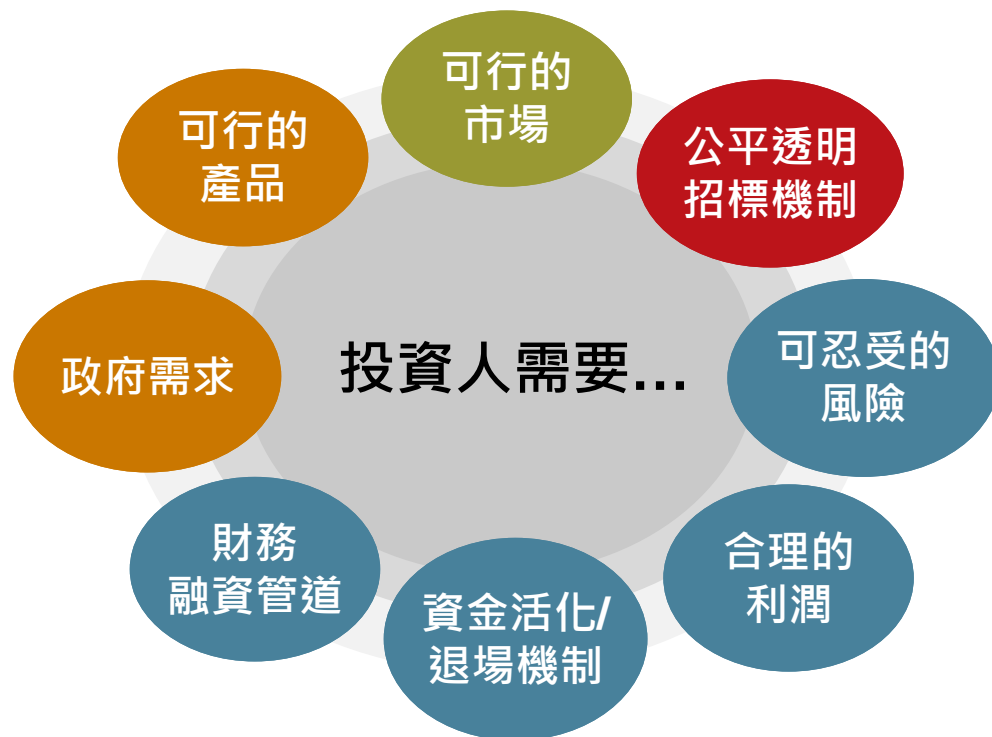 可行的
市場
可行的
產品
公平透明
招標機制
政府需求
投資人需要...
可忍受的
風險
財務
融資管道
資金活化/
退場機制
合理的
利潤